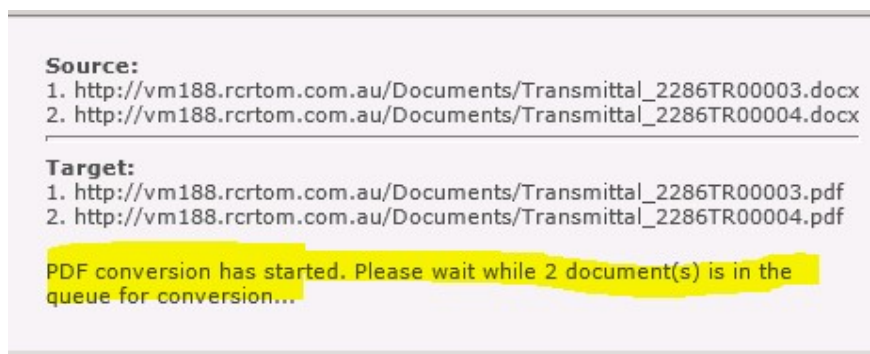 Source:
1. http://vm188.rcrtom.com.au/Documents/Transmittal_2286TR00003.docx
2. http://vm188.rcrtom.com.au/Documents/Transmittal_2286TR00004.docx
Target:
1. http://vm188.rcrtom.com.au/Documents/Transmittal_2286TR00003.pdf
2. http://vm188.rcrtom.com.au/Documents/Transmittal_2286TR00004.pdf
PDF conversion has started. Please wait while 2 document(s) is in the
queue for conversion...